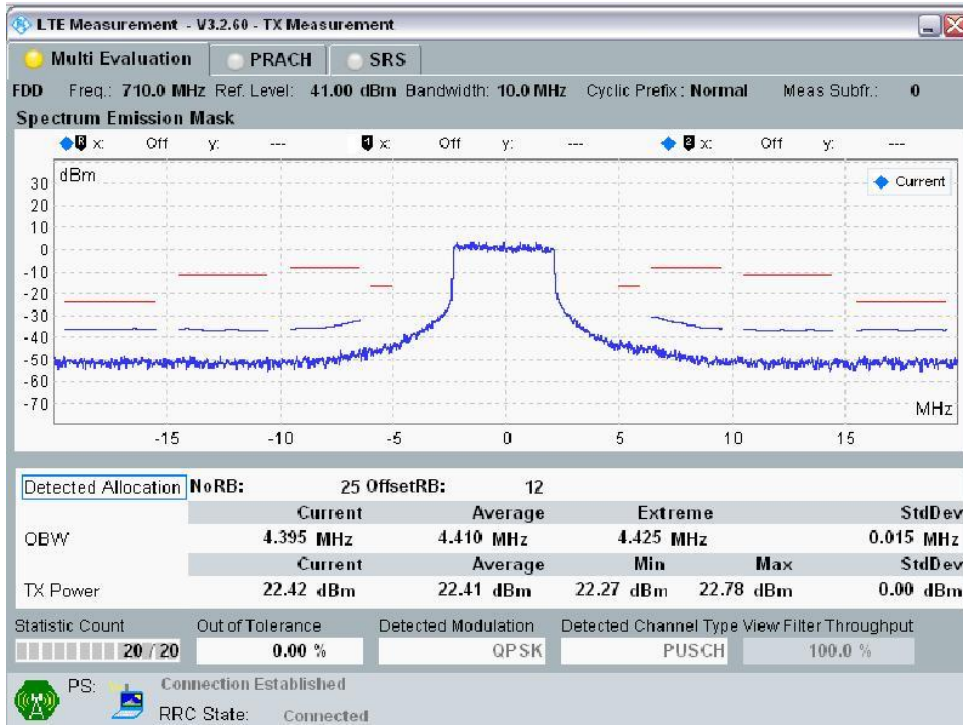 LTE Measurement - V3.2.60 - TX Measurement
Multi Evaluation PRACH SRS
FDD Freq.: 710.0 MHz Ref. Level: 41.00 dBm Bandwidth: 10.0 MHz Cyclic Prefix: Normal Meas Subfr.: 0
Spectrum Emission Mask
R x: Off y: --- 1 x: Off y: --- 2 x: Off y: ---
dBm
Current
30
20
10
0
-10
-20
-30
-40
-50
-60
-70
MHz
-15 -10 -5 0 5 10 15
Detected Allocation NoRB: 25 OffsetRB: 12
Current Average Extreme StdDev
OBW 4.395 MHz 4.410 MHz 4.425 MHz 0.015 MHz
Current Average Min Max StdDev
TX Power 22.42 dBm 22.41 dBm 22.27 dBm 22.78 dBm 0.00 dBm
Statistic Count Out of Tolerance Detected Modulation Detected Channel Type View Filter Throughput
20 / 20 0.00 % QPSK PUSCH 100.0 %
PS: Connection Established
RRC State: Connected